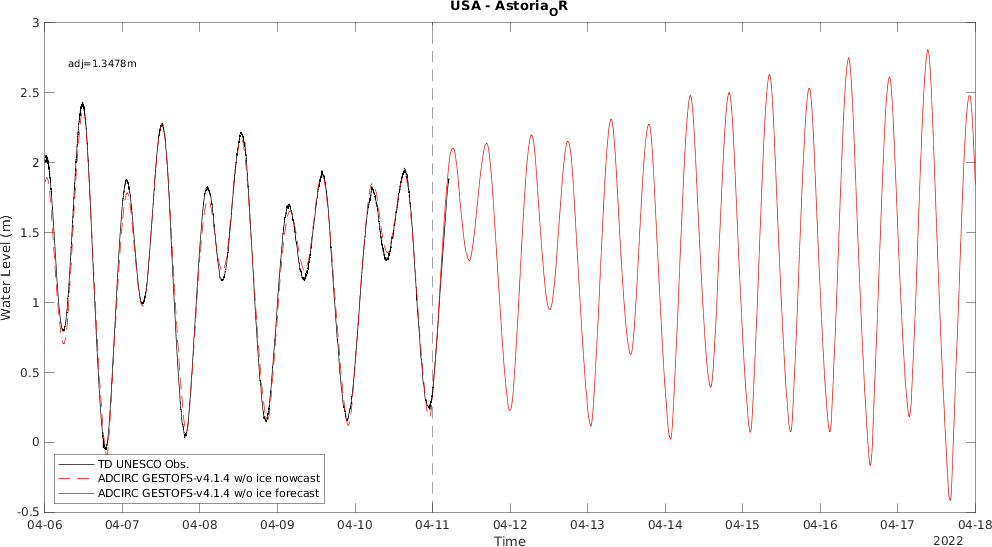 USA - AstoriaOR
adj=1.3478m
3
2.5
2
1.5
1
0.5
0
-0.5
Water Level (m)
TD UNESCO Obs.
ADCIRC GESTOFS-v4.1.4 w/o ice nowcast
ADCIRC GESTOFS-v4.1.4 w/o ice forecast
04-06 04-07 04-08 04-09 04-10 04-11 04-12 04-13 04-14 04-15 04-16 04-17 04-18
Time
2022